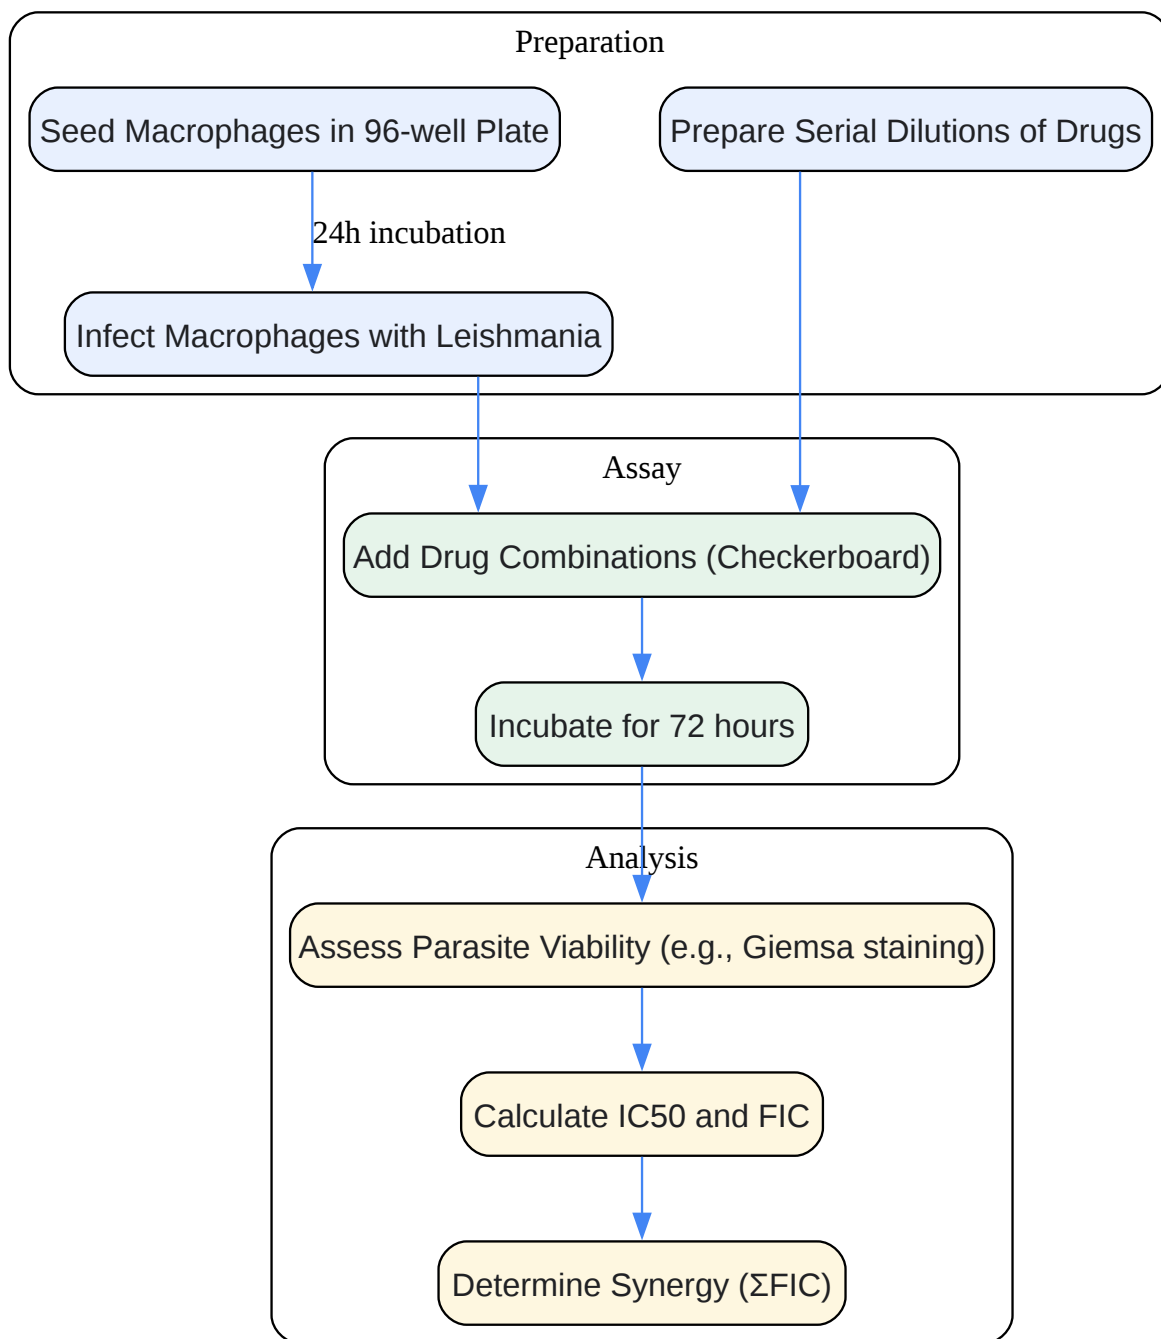 Preparation
Seed Macrophages in 96-well Plate
Prepare Serial Dilutions of Drugs
24h incubation
Infect Macrophages with Leishmania
Assay
Add Drug Combinations (Checkerboard)
Incubate for 72 hours
Analysis
Assess Parasite Viability (e.g., Giemsa staining)
Calculate IC50 and FIC
Determine Synergy (ΣFIC)